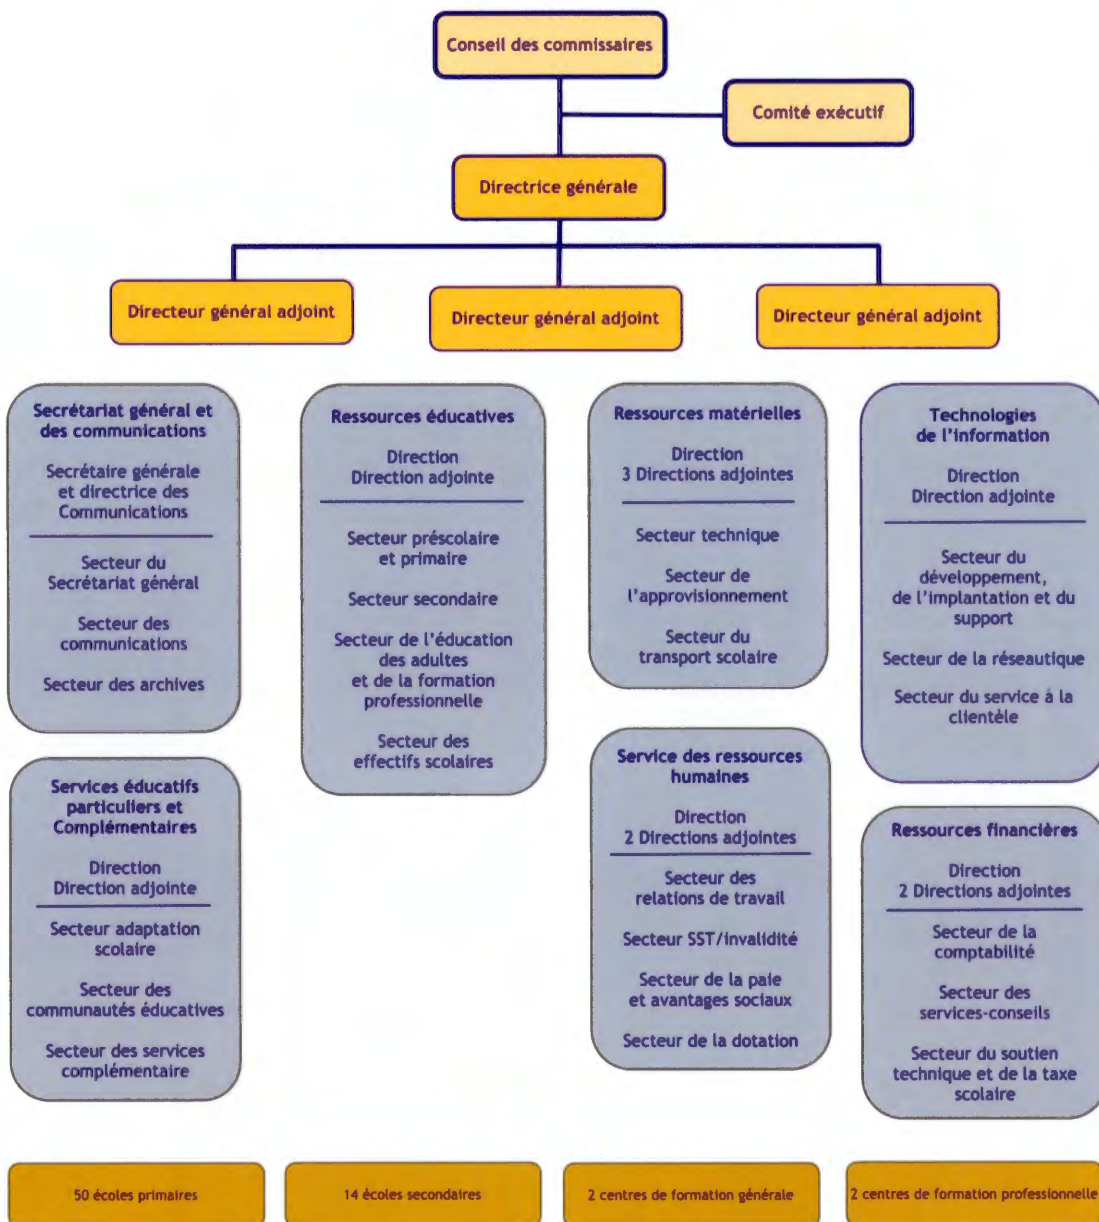 Conseil des commissaires
Comité exécutif
Directrice générale
Directeur général adjoint
Directeur général adjoint
Directeur général adjoint
Secrétariat général et
des communications
Secrétaire générale
et directrice des
Communications
Secteur du
Secrétariat général
Secteur des
communications
Secteur des archives
Services éducatifs
particuliers et
Complémentaires
Direction
Direction adjointe
Secteur adaptation
scolaire
Secteur des
communautés éducatives
Secteur des services
complémentaire
Ressources éducatives
Direction
Direction adjointe
Secteur préscolaire
et primaire
Secteur secondaire
Secteur de l'éducation
des adultes
et de la formation
professionnelle
Secteur des
effectifs scolaires
Ressources matérielles
Direction
3 Directions adjointes
Secteur technique
Secteur de
l'approvisionnement
Secteur du
transport scolaire
Service des ressources
humaines
Direction
2 Directions adjointes
Secteur des
relations de travail
Secteur SST/invalidité
Secteur de la paie
et avantages sociaux
Secteur de la dotation
Technologies
de l'information
Direction
Direction adjointe
Secteur du
développement,
de l'implantation et du
support
Secteur de la réseautique
Secteur du service à la
clientèle
Ressources financières
Direction
2 Directions adjointes
Secteur de la
comptabilité
Secteur des
services-conseils
Secteur du soutien
technique et de la taxe
scolaire
50 écoles primaires
14 écoles secondaires
2 centres de formation générale
2 centres de formation professionnelle